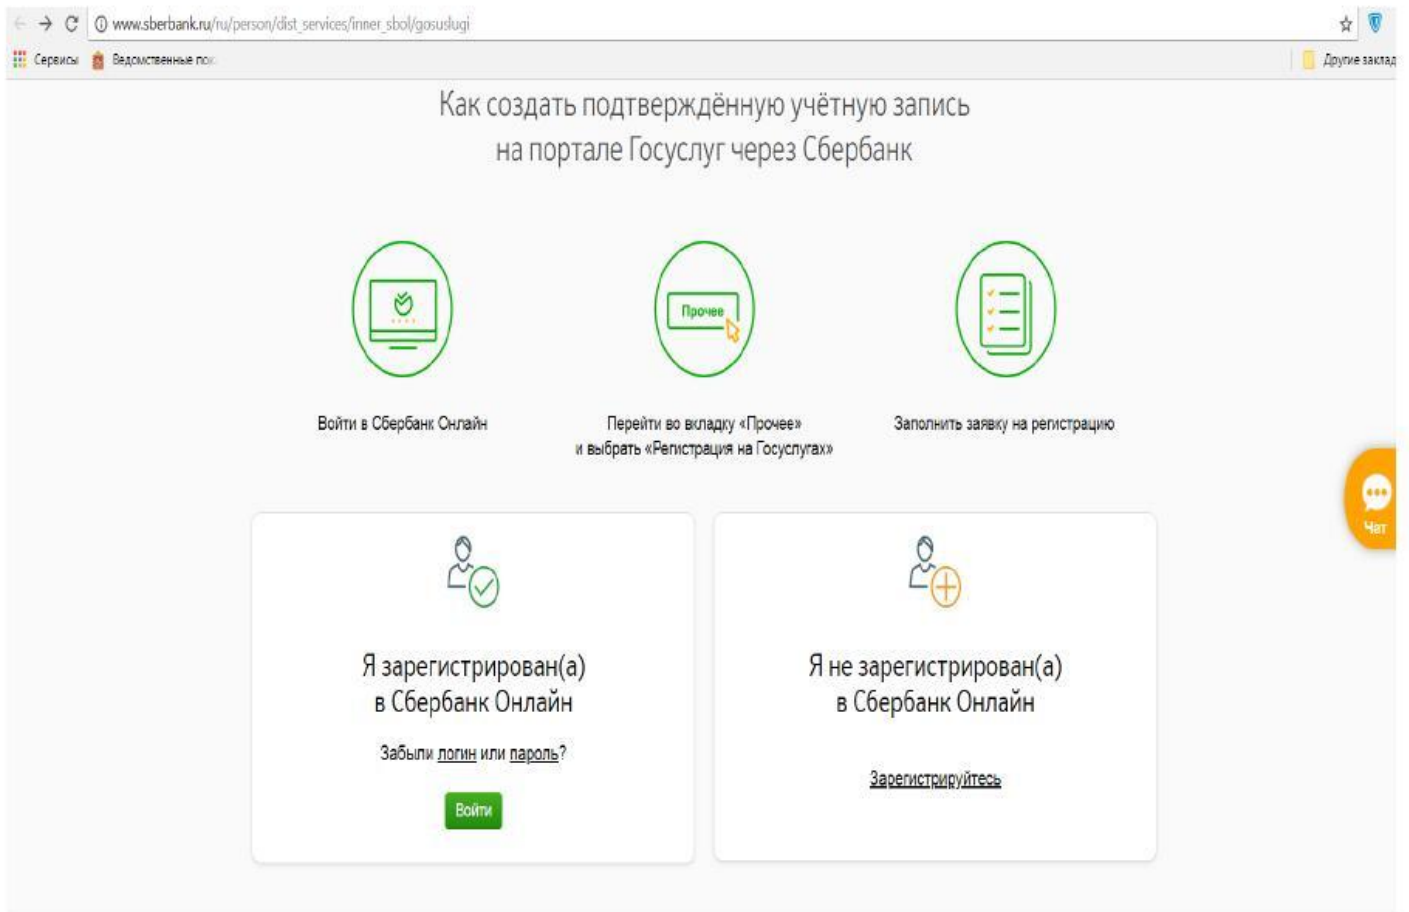 www.sberbank.ru/ru/person/dist_services/inner_sbol/gosuslugi
Сервисы Ведомственные пок
Другие заклад
Как создать подтверждённую учётную запись
на портале Госуслуг через Сбербанк
Прочее
Войти в Сбербанк Онлайн
Перейти во вкладку «Прочее»
и выбрать «Регистрация на Госуслугах»
Заполнить заявку на регистрацию
Чат
Я зарегистрирован(а)
в Сбербанк Онлайн
Забыли логин или пароль?
Войти
Я не зарегистрирован(а)
в Сбербанк Онлайн
Зарегистрируйтесь